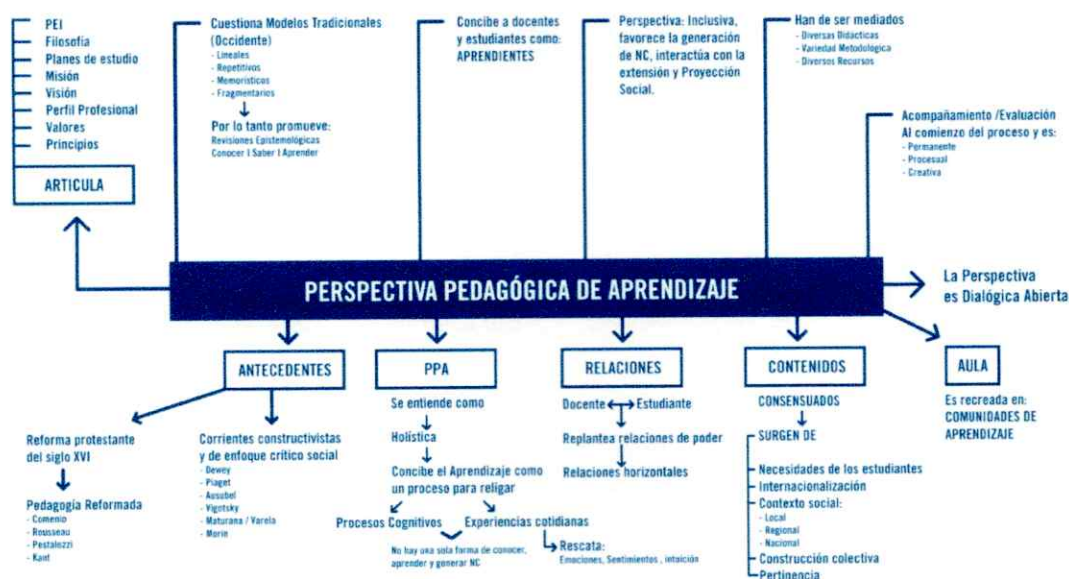 PEI
Filosofía
Planes de estudio
Misión
Visión
Perfil Profesional
Valores
Principios
ARTICULA
Cuestiona Modelos Tradicionales
(Occidente)
- Lineales
- Repetitivos
- Memorísticos
- Fragmentarios
Por lo tanto promueve:
Revisiones Epistemológicas
Conocer I Saber I Aprender
Concibe a docentes
y estudiantes como:
APRENDIENTES
Perspectiva: Inclusiva,
favorece la generación
de NC, interactúa con la
extensión y Proyección
Social.
Han de ser mediados
- Diversas Didácticas
- Variedad Metodológica
- Diversos Recursos
Acompañamiento /Evaluación
Al comienzo del proceso y es:
- Permanente
- Procesual
- Creativa
PERSPECTIVA PEDAGÓGICA DE APRENDIZAJE
La Perspectiva
es Dialógica Abierta
ANTECEDENTES
Reforma protestante
del siglo XVI
Pedagogía Reformada
- Comenio
- Rousseau
- Pestalozzi
- Kant
Corrientes constructivistas
y de enfoque crítico social
- Dewey
- Piaget
- Ausubel
- Vigotsky
- Maturana / Varela
- Morin
PPA
Se entiende como
Holística
Concibe el Aprendizaje como
un proceso para religar
Procesos Cognitivos
Experiencias cotidianas
No hay una sola forma de conocer,
aprender y generar NC
Rescata:
Emociones, Sentimientos , intuición
RELACIONES
Docente
Estudiante
Replantea relaciones de poder
Relaciones horizontales
CONTENIDOS
CONSENSUADOS
SURGEN DE
Necesidades de los estudiantes
Internacionalización
Contexto social:
- Local
- Regional
- Nacional
Construcción colectiva
Pertinencia
AULA
Es recreada en:
COMUNIDADES DE
APRENDIZAJE